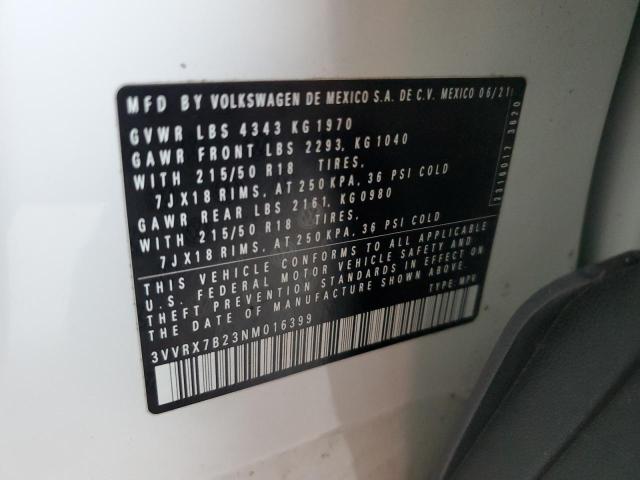 MFD BY VOLKSWAGEN DE MEXICO S.A. DE C.V. MEXICO 06/21
GVWR LBS 4343 KG 1970
GAWR FRONT LBS 2293, KG 1040
WITH 215/50 R18 TIRES,
7JX18 RIMS, AT 250 KPA, 36 PSI COLD
GAWR REAR LBS 2161, KG 0980
WITH 215/50 R18 TIRES,
7JX18 RIMS, AT 250 KPA, 36 PSI COLD
THIS VEHICLE CONFORMS TO ALL APPLICABLE
U.S. FEDERAL MOTOR VEHICLE SAFETY AND
THEFT PREVENTION STANDARDS IN EFFECT ON
THE DATE OF MANUFACTURE SHOWN ABOVE.
3VVRX7B23NM016399 TYPE: MPV
2316012 3620